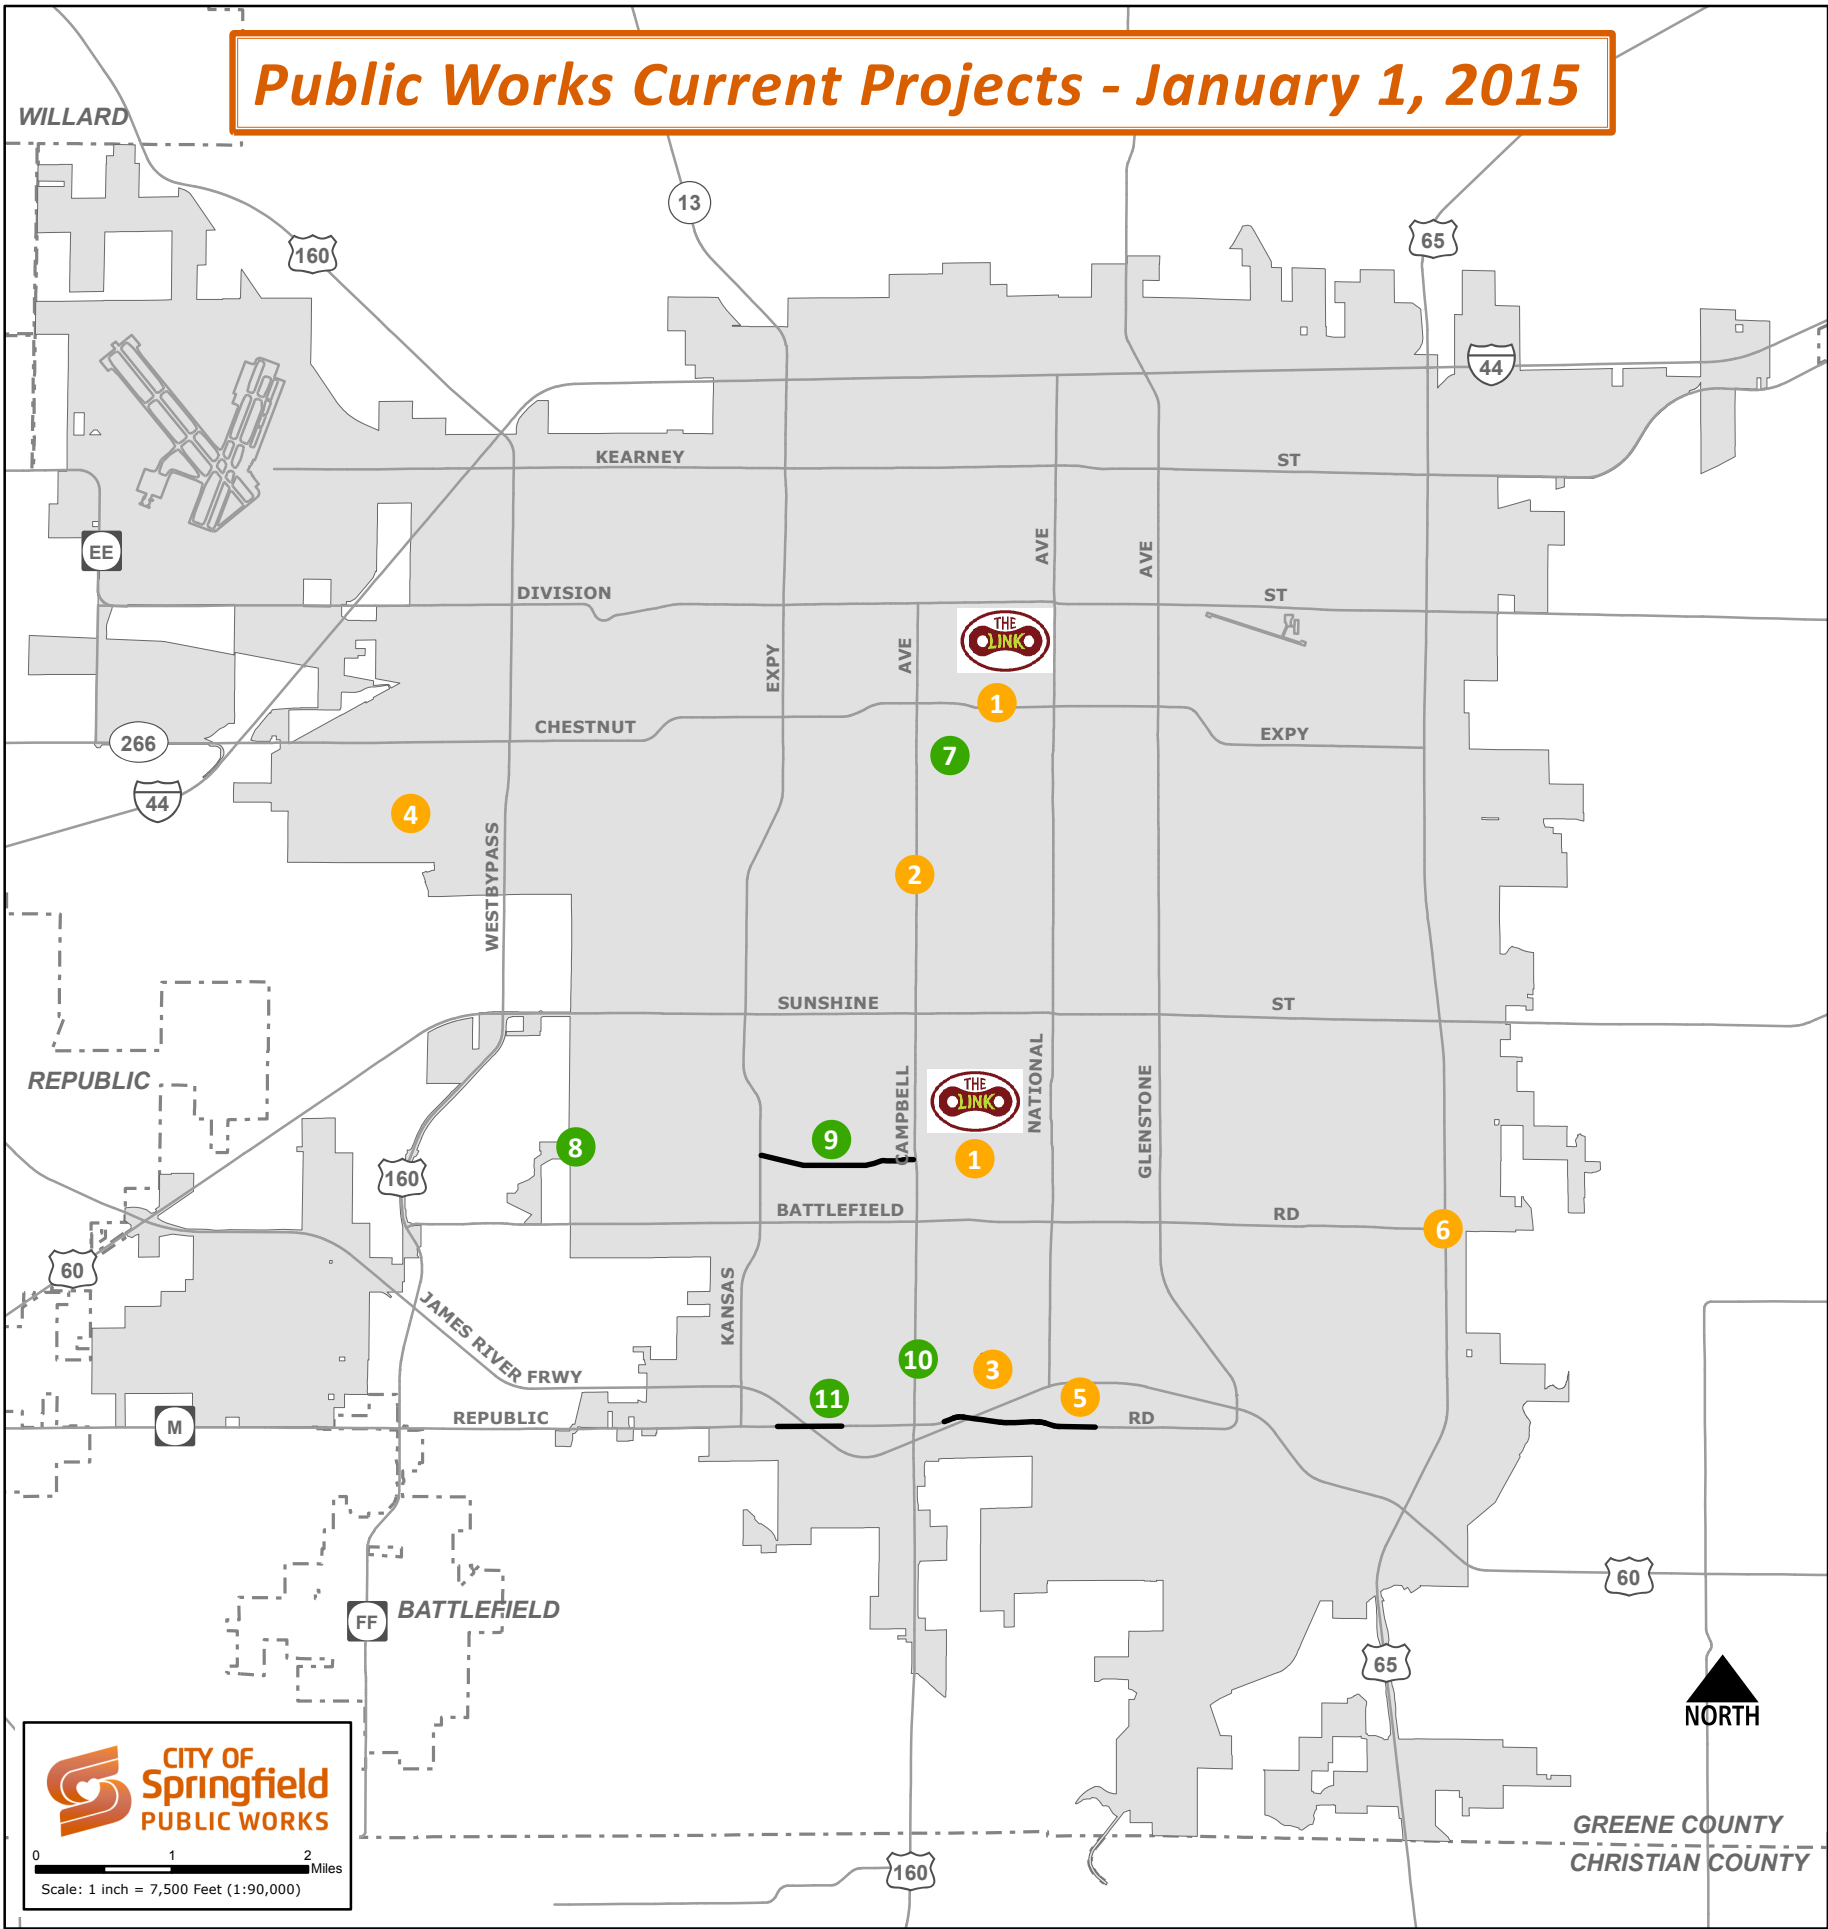 Public Works Current Projects - January 1, 2015
WILLARD
13
160
65
44
KEARNEY
ST
EE
AVE
AVE
DIVISION
ST
THE
LINK
EXPY
AVE
1
CHESTNUT
EXPY
266
7
44
4
WESTBYPASS
2
SUNSHINE
ST
REPUBLIC
CAMPBELL
NATIONAL
GLENSTONE
THE
LINK
9
8
1
160
BATTLEFIELD
RD
6
60
KANSAS
JAMES RIVER FRWY
10
3
11
5
REPUBLIC
RD
M
60
BATTLEFIELD
FF
65
NORTH
CITY OF
Springfield
PUBLIC WORKS
0 1 2
Miles
Scale: 1 inch = 7,500 Feet (1:90,000)
GREENE COUNTY
CHRISTIAN COUNTY
160